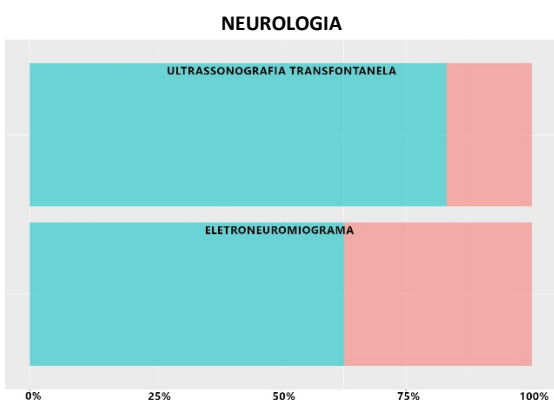 NEUROLOGIA
ULTRASSONOGRAFIA TRANSFONTANELA
ELETRONEUROMIOGRAMA
0% 25% 50% 75% 100%